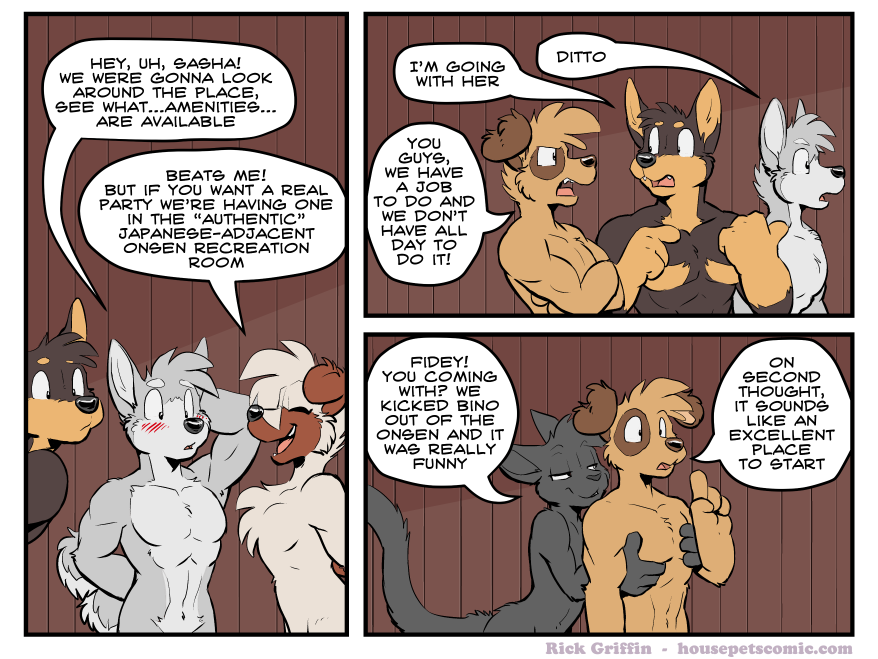 HEY, UH, SASHA!
WE WERE GONNA LOOK
AROUND THE PLACE,
SEE WHAT...AMENITIES...
ARE AVAILABLE
BEATS ME!
BUT IF YOU WANT A REAL
PARTY WE'RE HAVING ONE
IN THE "AUTHENTIC"
JAPANESE-ADJACENT
ONSEN RECREATION
ROOM
I'M GOING
WITH HER
DITTO
YOU
GUYS,
WE HAVE
A JOB
TO DO AND
WE DON'T
HAVE ALL
DAY TO
DO IT!
FIDEY!
YOU COMING
WITH? WE
KICKED BINO
OUT OF THE
ONSEN AND IT
WAS REALLY
FUNNY
ON
SECOND
THOUGHT,
IT SOUNDS
LIKE AN
EXCELLENT
PLACE
TO START
Rick Griffin - housepetscomic.com